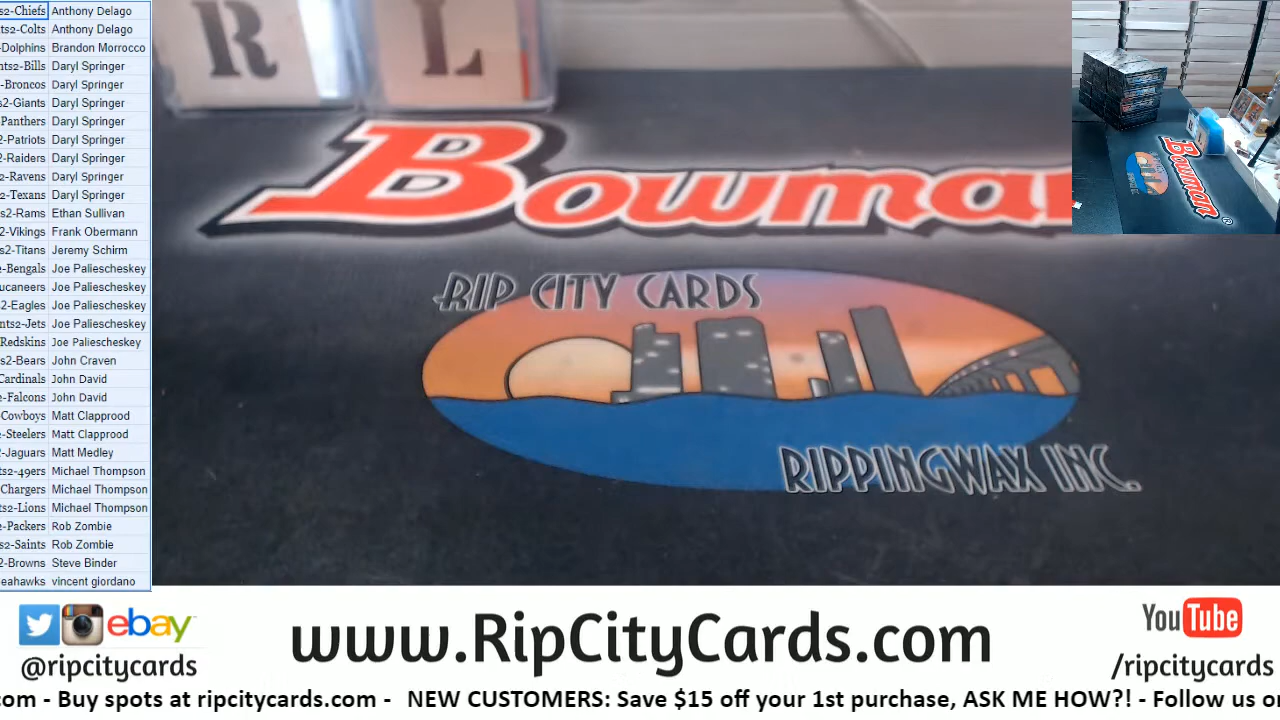 s2-Chiefs Anthony Delago
ts2-Colts Anthony Delago
-Dolphins Brandon Morrocco
nts2-Bills Daryl Springer
-Broncos Daryl Springer
s2-Giants Daryl Springer
-Panthers Daryl Springer
2-Patriots Daryl Springer
2-Raiders Daryl Springer
-Ravens Daryl Springer
2-Texans Daryl Springer
s2-Rams Ethan Sullivan
2-Vikings Frank Obermann
s2-Titans Jeremy Schirm
-Bengals Joe Paliescheskey
ucaneers Joe Paliescheskey
2-Eagles Joe Paliescheskey
nts2-Jets Joe Paliescheskey
Redskins Joe Paliescheskey
s2-Bears John Craven
Cardinals John David
-Falcons John David
Cowboys Matt Clapprood
-Steelers Matt Clapprood
-Jaguars Matt Medley
ts2-49ers Michael Thompson
Chargers Michael Thompson
ts2-Lions Michael Thompson
-Packers Rob Zombie
s2-Saints Rob Zombie
2-Browns Steve Binder
eahawks vincent giordano
R L
Bowma
RIP CITY CARDS
RIPPINGWAX INC.
Bowman ®
ebay™
@ripcitycards
www.RipCityCards.com
YouTube
/ripcitycards
com - Buy spots at ripcitycards.com - NEW CUSTOMERS: Save $15 off your 1st purchase, ASK ME HOW?! - Follow us on